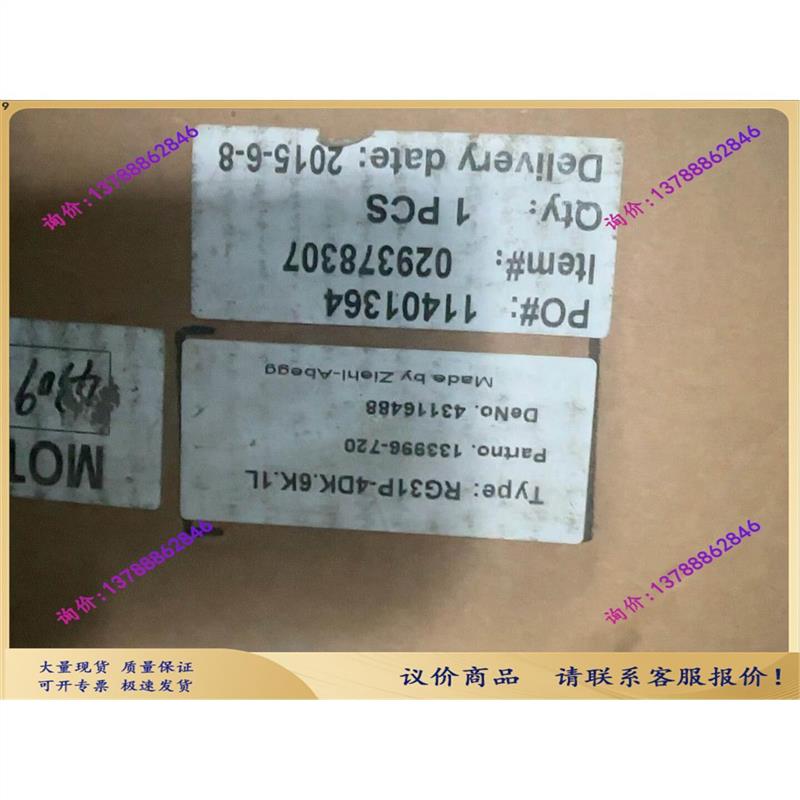 9
询价:13788862846
询价:13788862846
PO#: 11401364
Item#: 029378307
Qty: 1 PCS
Delivery date: 2015-6-8
Type: RG31P-4DK.6K.1L
Partno. 133996-720
DeNo. 43116488
Made by Ziehl-Abegg
MOT
4309
询价:13788862846
询价:13788862846
大量现货 质量保证
可开专票 极速发货
议价商品 请联系客服报价!